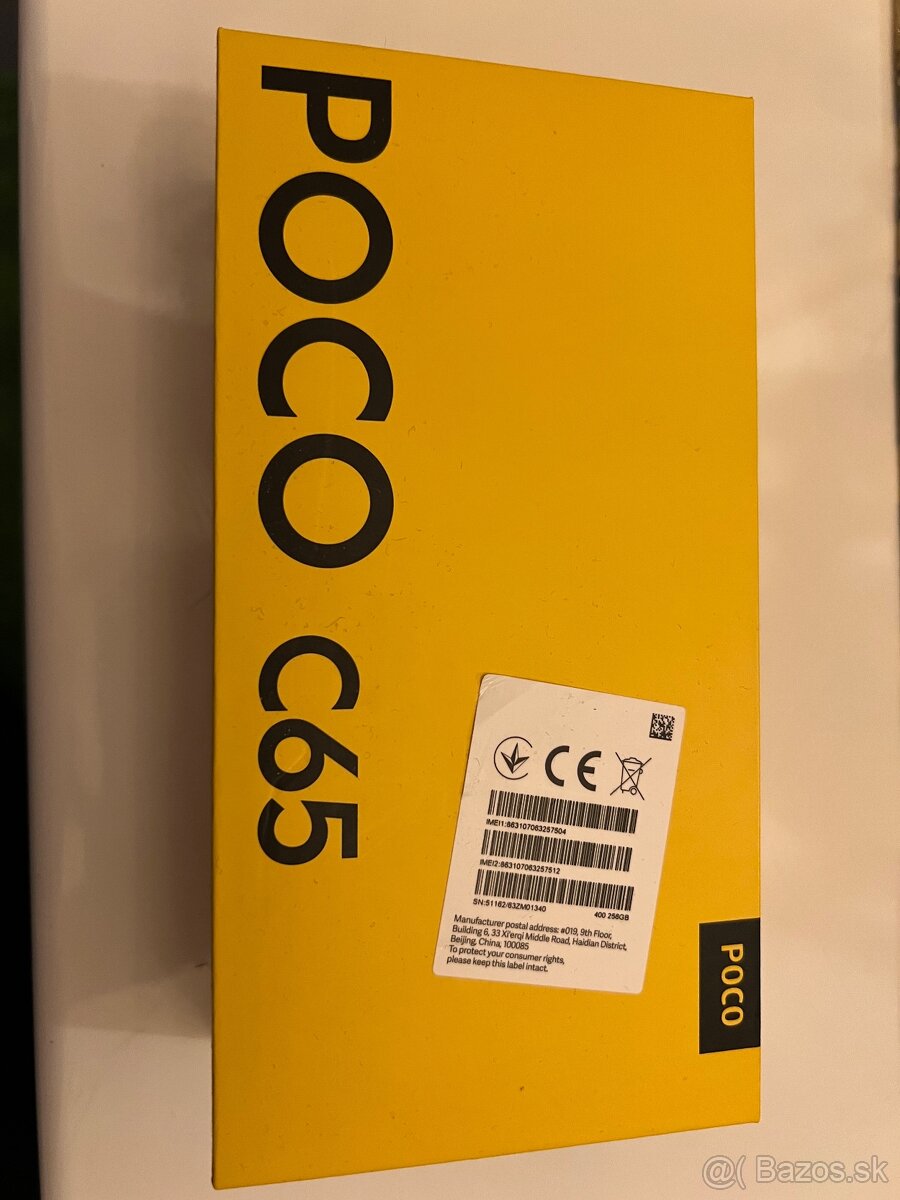 POCO C65
CE
IMEI1:863107063257504
IMEI2:863107063257512
SN:51162/63ZM01340
400 256GB
Manufacturer postal address: #019, 9th Floor,
Building 6, 33 Xi'erqi Middle Road, Haidian District,
Beijing, China, 100085
To protect your consumer rights,
please keep this label intact.
POCO
@( Bazos.sk